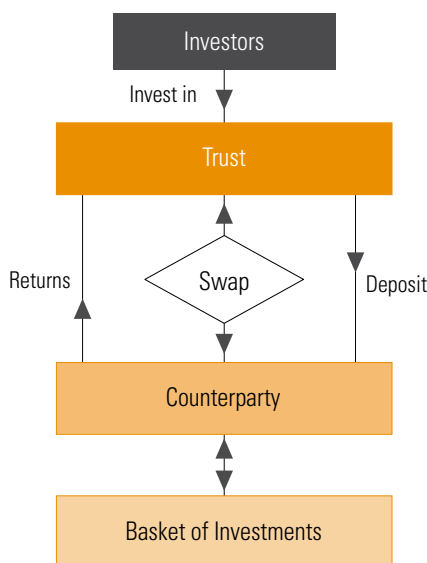 Investors
Invest in
Trust
Returns
Swap
Deposit
Counterparty
Basket of Investments